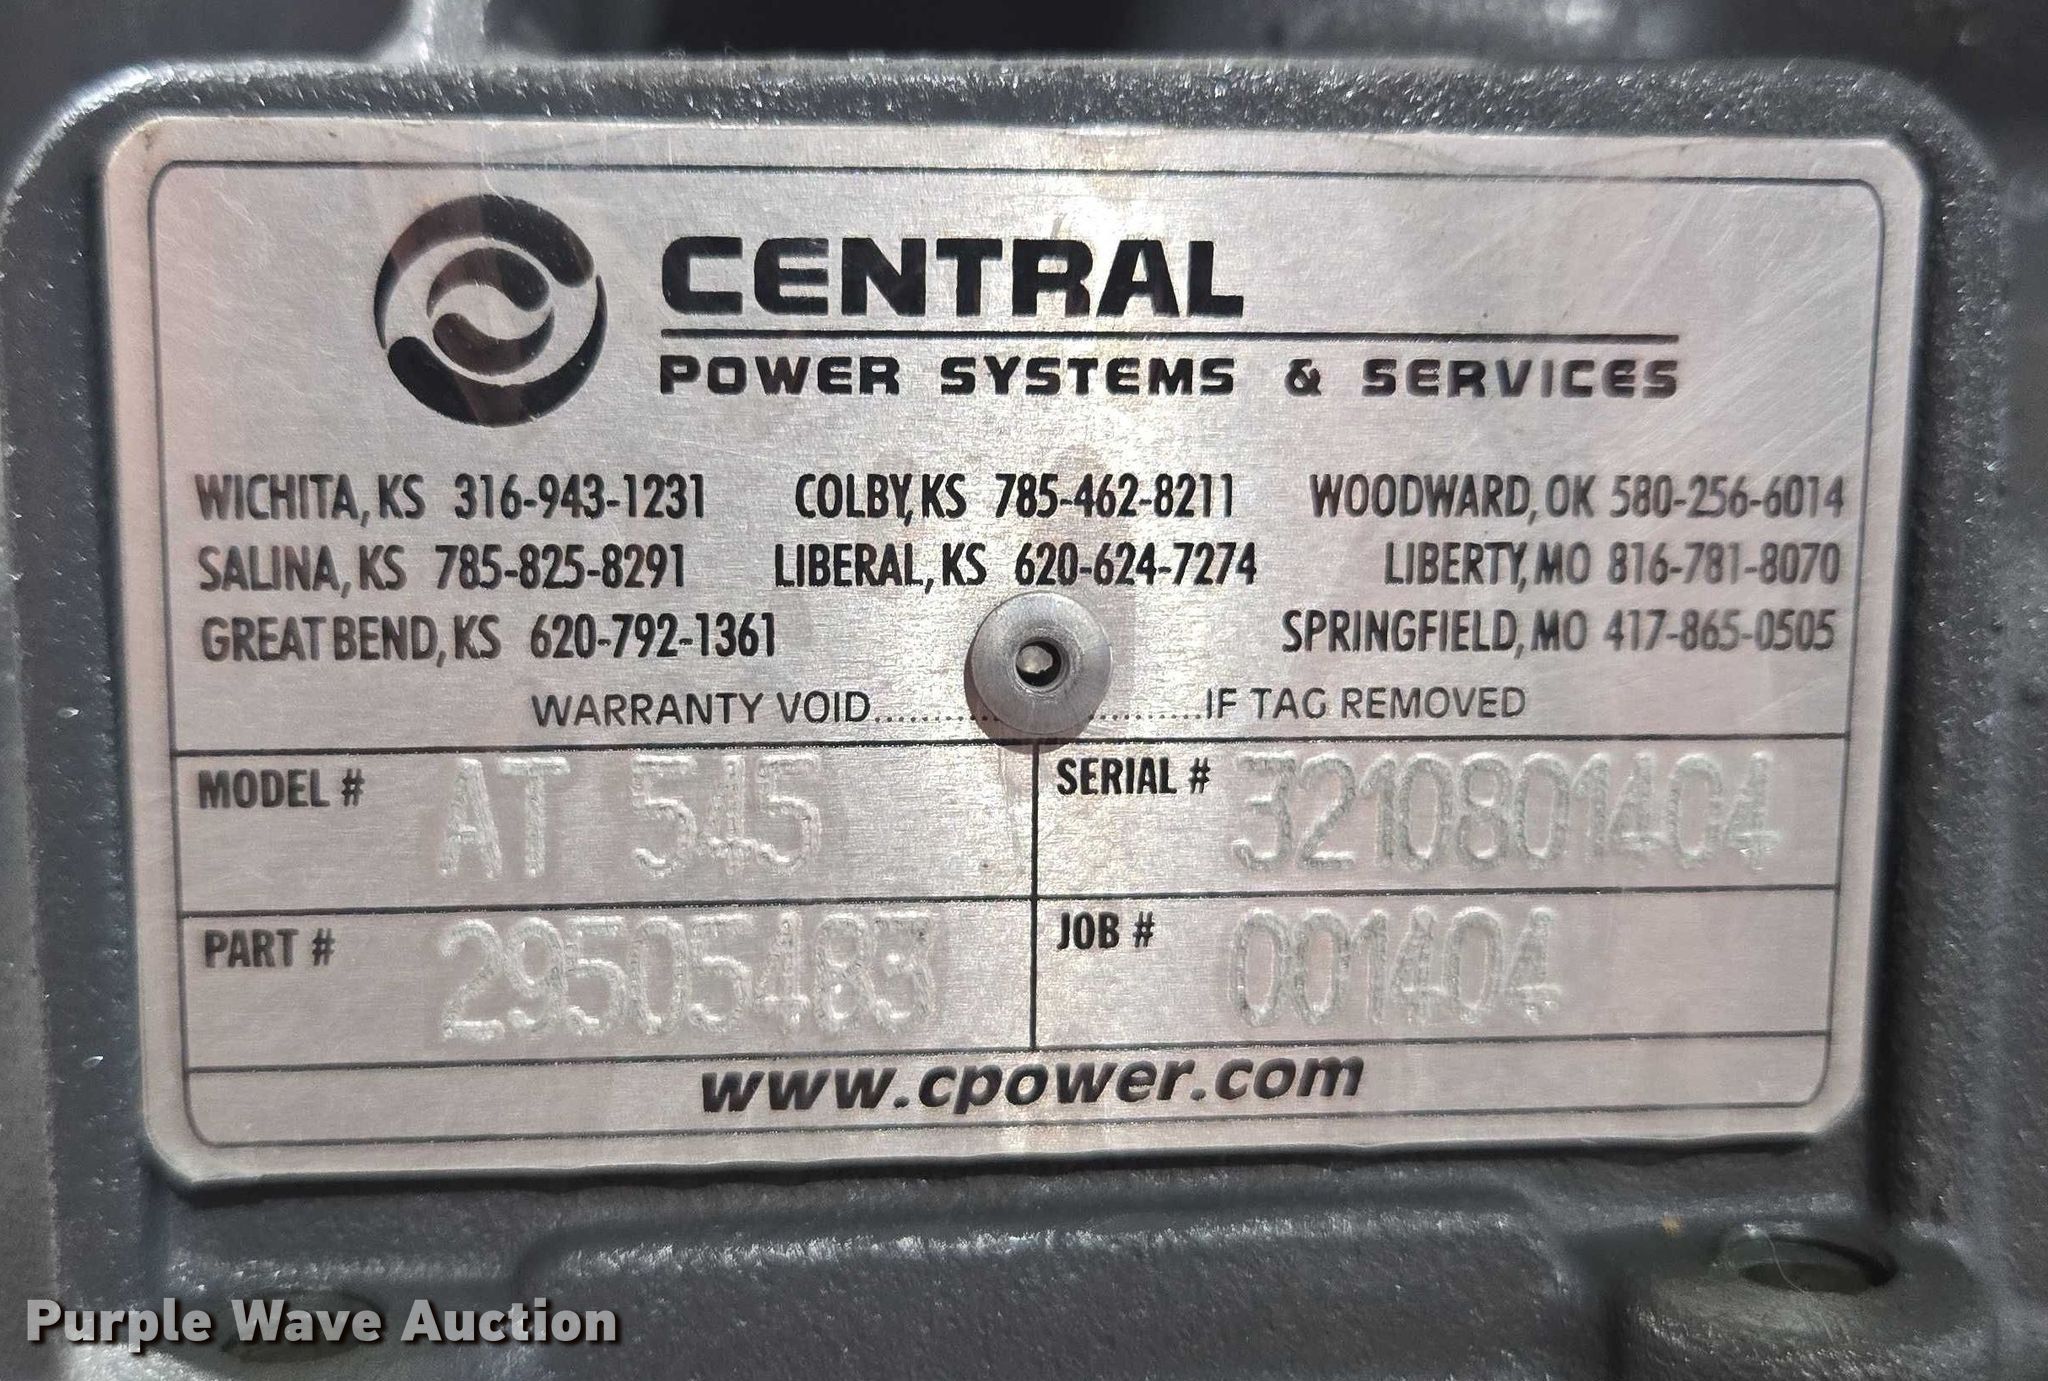 CENTRAL
POWER SYSTEMS & SERVICES
WICHITA, KS 316-943-1231 COLBY, KS 785-462-8211 WOODWARD, OK 580-256-6014
SALINA, KS 785-825-8291 LIBERAL, KS 620-624-7274 LIBERTY, MO 816-781-8070
GREAT BEND, KS 620-792-1361 SPRINGFIELD, MO 417-865-0505
WARRANTY VOID...................IF TAG REMOVED
MODEL # AT 545 SERIAL # 3210801404
PART # 29505483 JOB # 001404
www.cpower.com
Purple Wave Auction